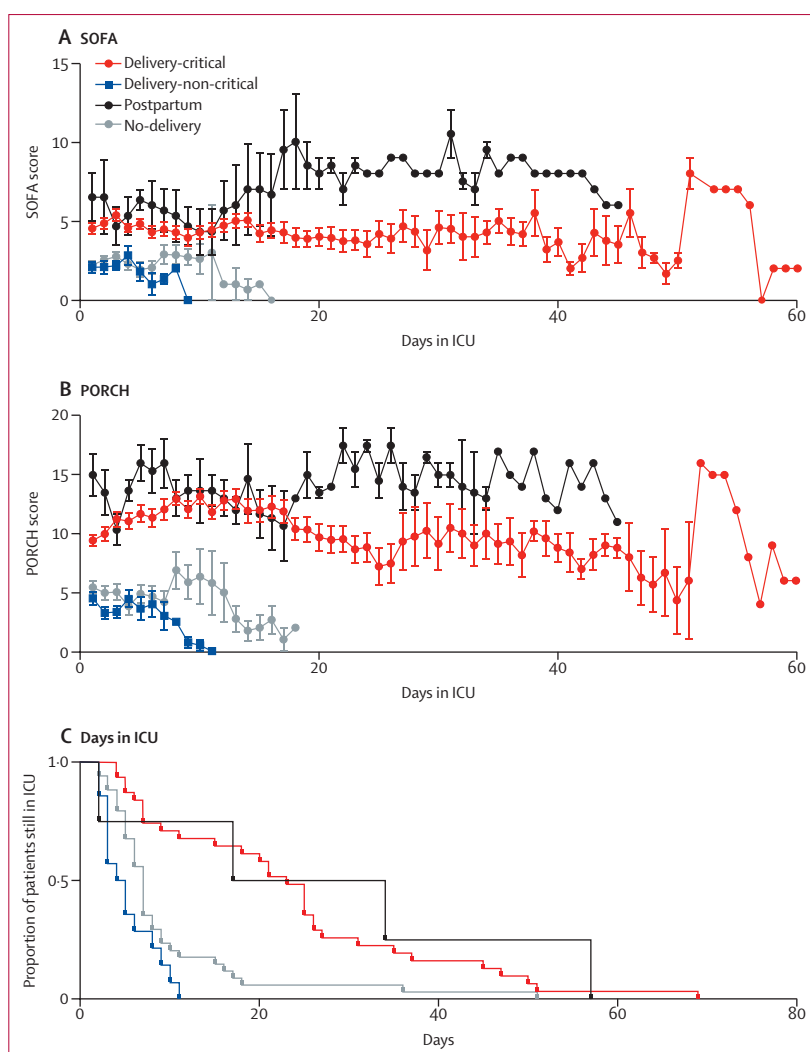 A SOFA
15
10
5
0
SOFA score
Delivery-critical
Delivery-non-critical
Postpartum
No-delivery
0 20 40 60
Days in ICU
B PORCH
20
15
10
5
0
PORCH score
0 20 40 60
Days in ICU
C Days in ICU
1·0
0·5
0
Proportion of patients still in ICU
0 20 40 60 80
Days